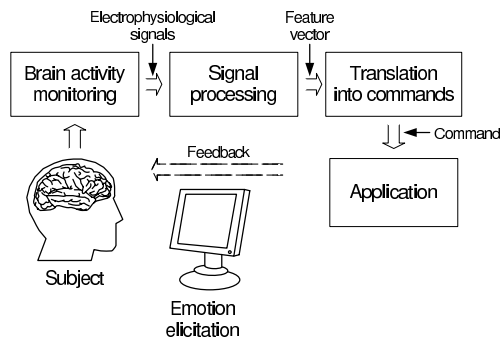 Electrophysiological
signals
Feature
vector
Brain activity
monitoring
Signal
processing
Translation
into commands
Command
Feedback
Application
Subject
Emotion
elicitation